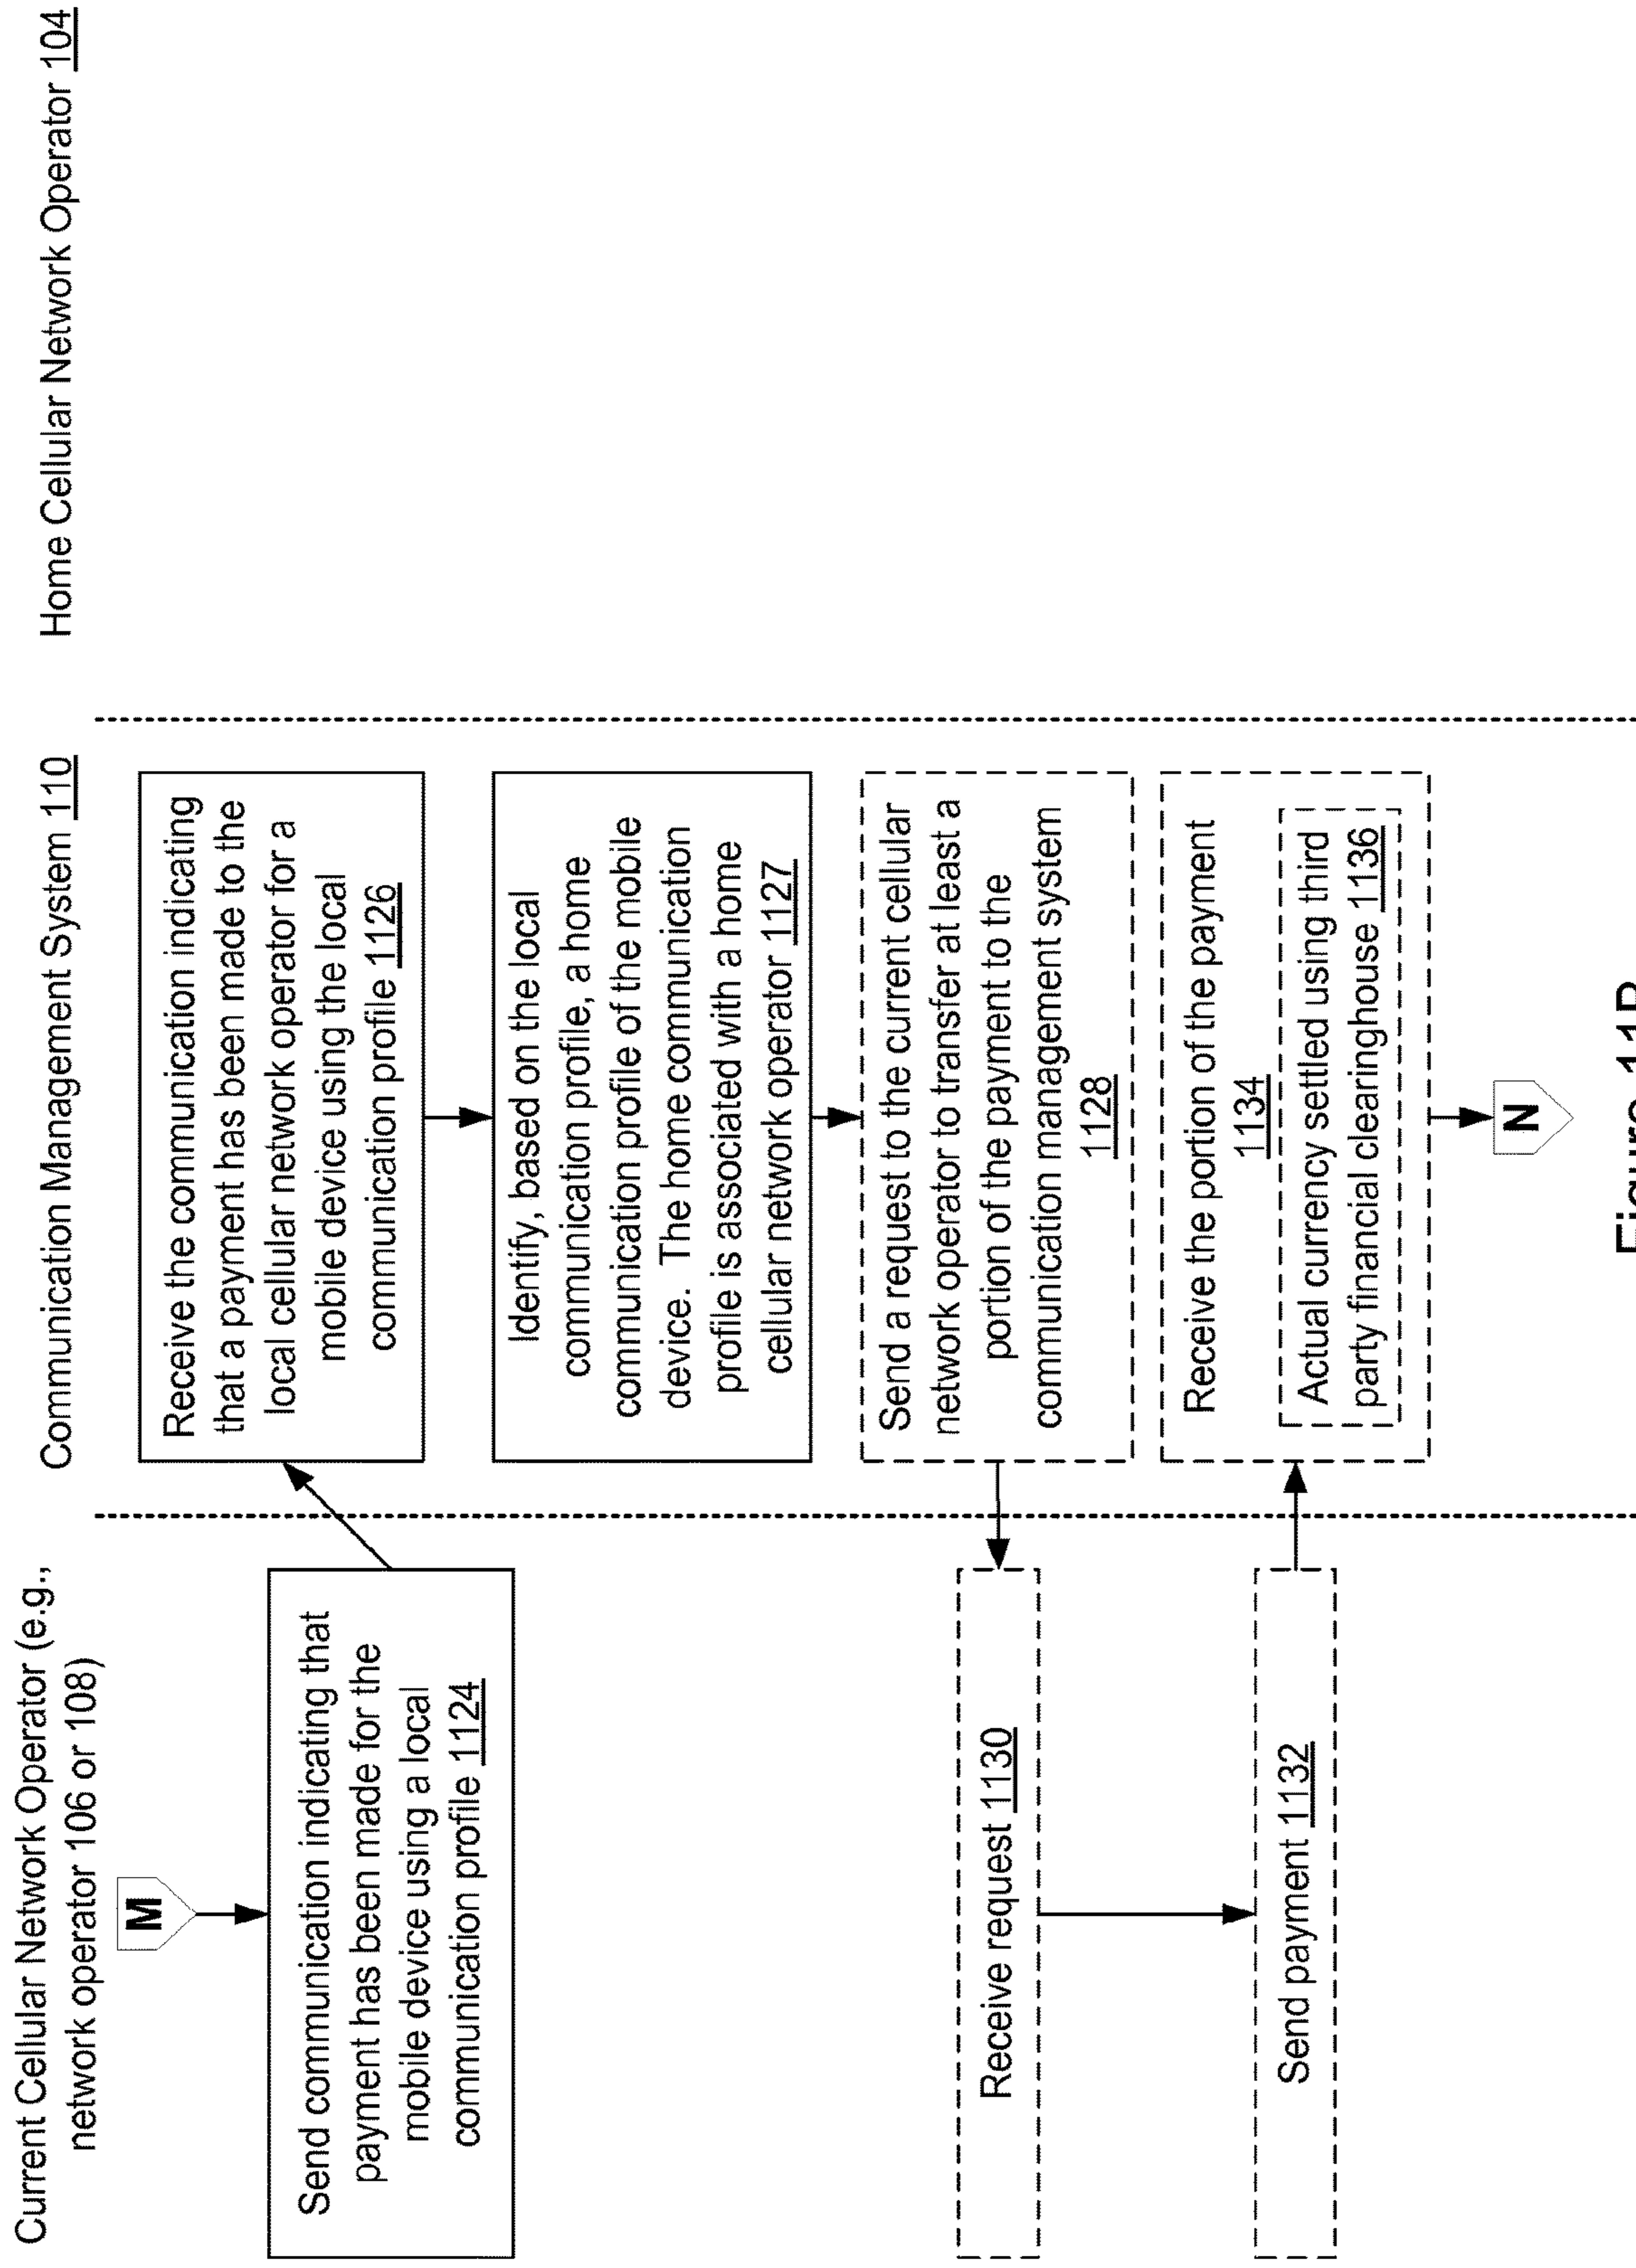 Current Cellular Network Operator (e.g.,
network operator 106 or 108)
Communication Management System 110
Home Cellular Network Operator 104
M
Send communication indicating that
payment has been made for the
mobile device using a local
communication profile 1124
Receive the communication indicating
that a payment has been made to the
local cellular network operator for a
mobile device using the local
communication profile 1126
Identify, based on the local
communication profile, a home
communication profile of the mobile
device. The home communication
profile is associated with a home
cellular network operator 1127
Send a request to the current cellular
network operator to transfer at least a
portion of the payment to the
communication management system
1128
Receive request 1130
Send payment 1132
Receive the portion of the payment
1134
Actual currency settled using third
party financial clearinghouse 1136
N
Figure 11B